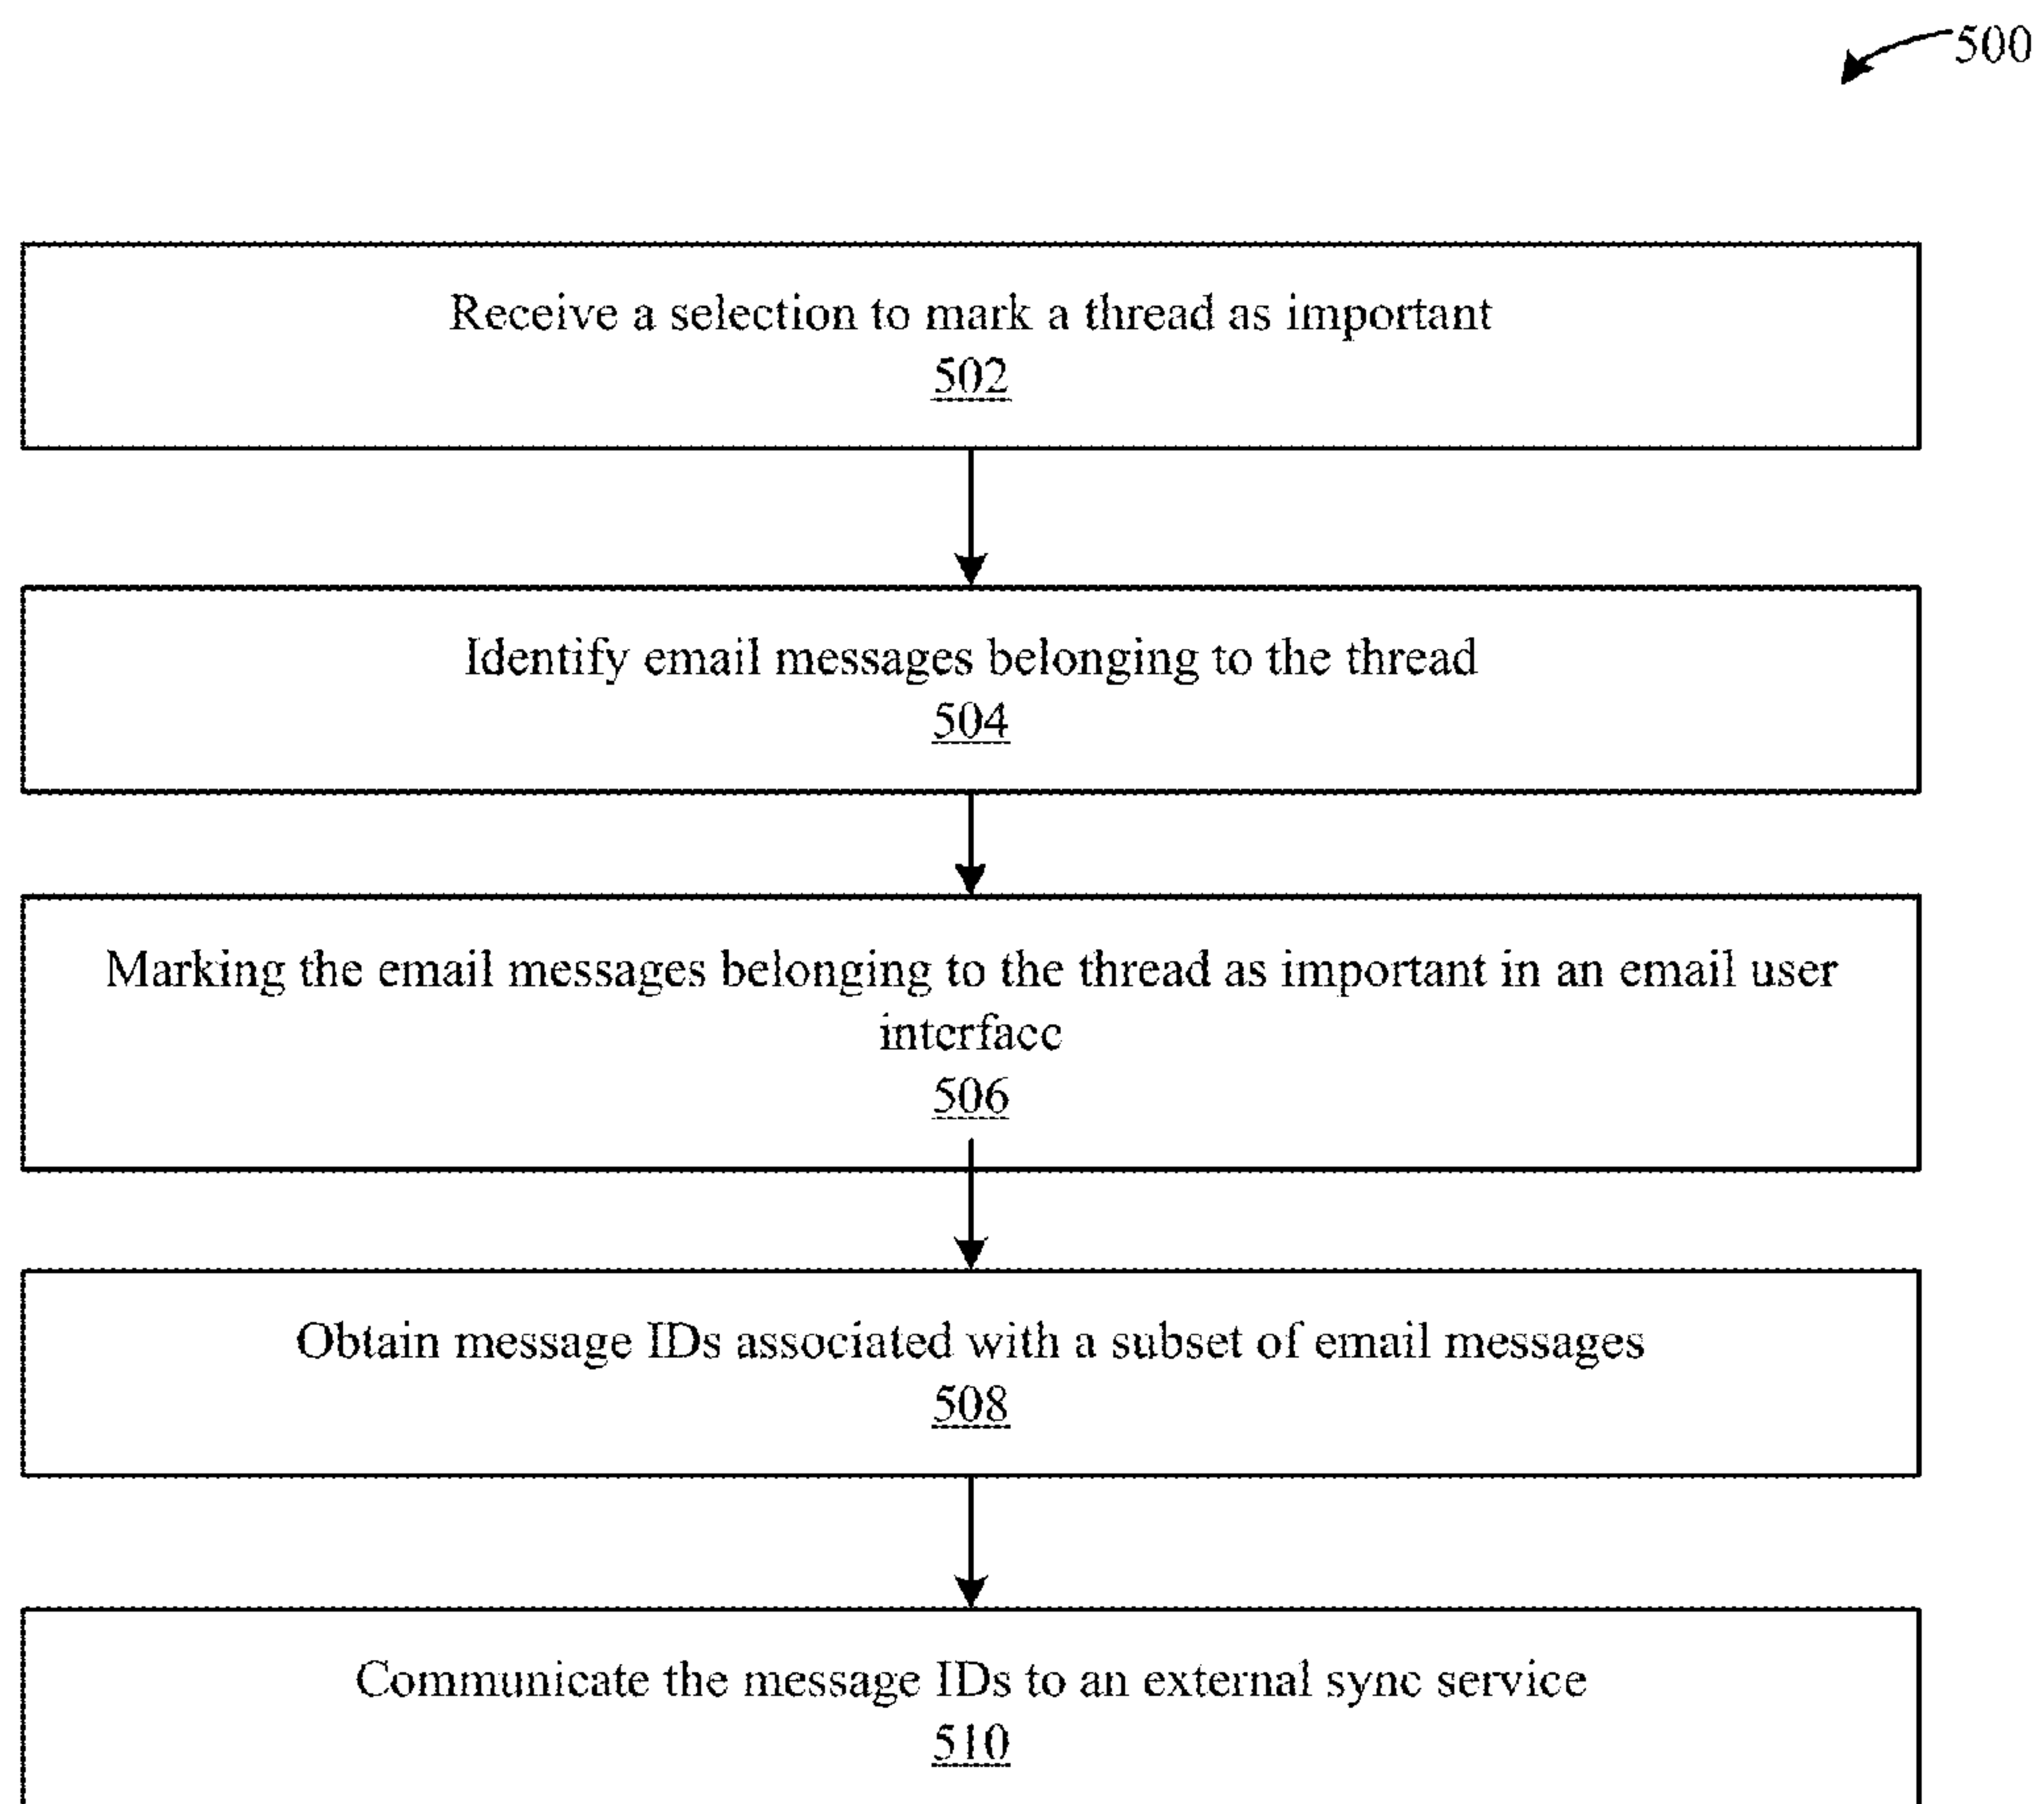 500
Receive a selection to mark a thread as important
502
Identify email messages belonging to the thread
504
Marking the email messages belonging to the thread as important in an email user
interface
506
Obtain message IDs associated with a subset of email messages
508
Communicate the message IDs to an external sync service
510